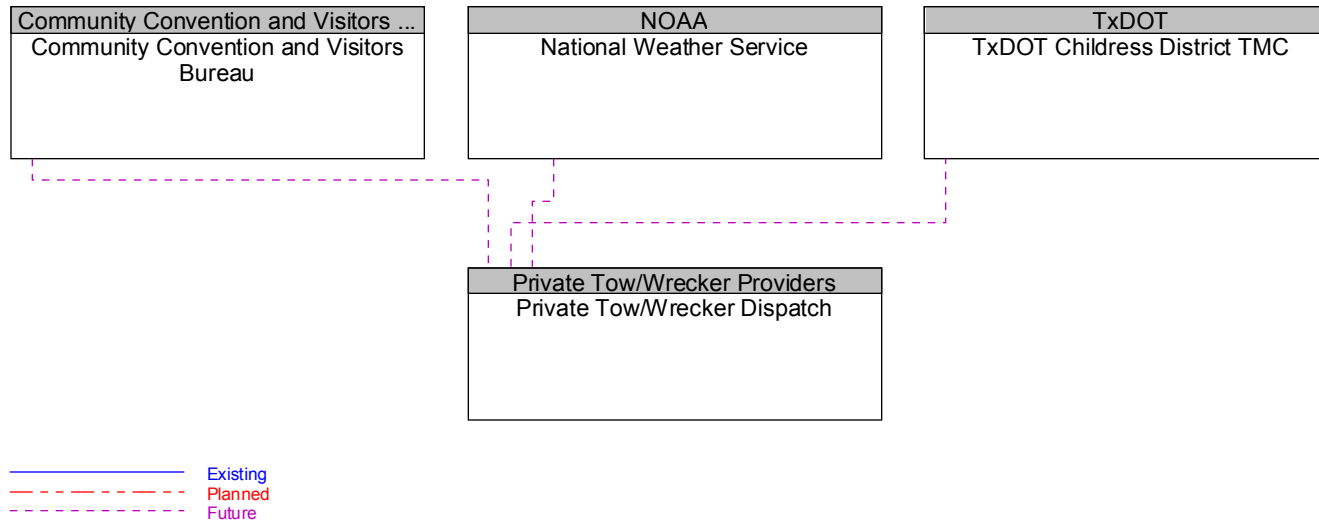 Community Convention and Visitors ...
Community Convention and Visitors
Bureau
NOAA
National Weather Service
TxDOT
TxDOT Childress District TMC
Private Tow/Wrecker Providers
Private Tow/Wrecker Dispatch
Existing
Planned
Future